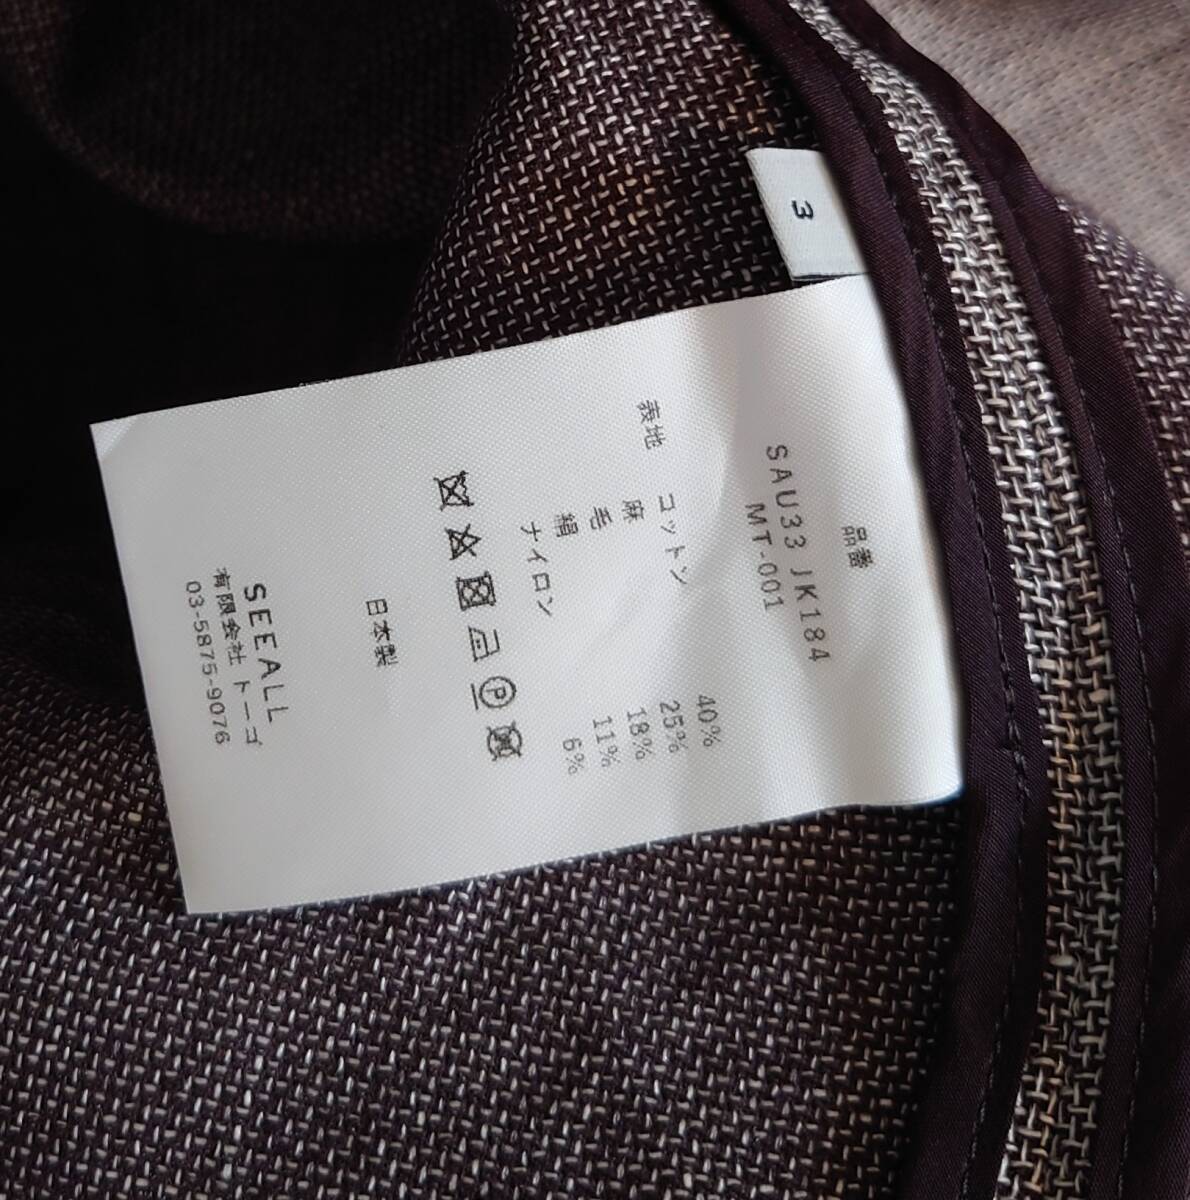 3
品番
SAU33 JK184
MT-001
表地
コットン 40%
麻 25%
毛 18%
絹 11%
ナイロン 6%
P
日本製
SEEALL
有限会社 トーゴ
03-5875-9076